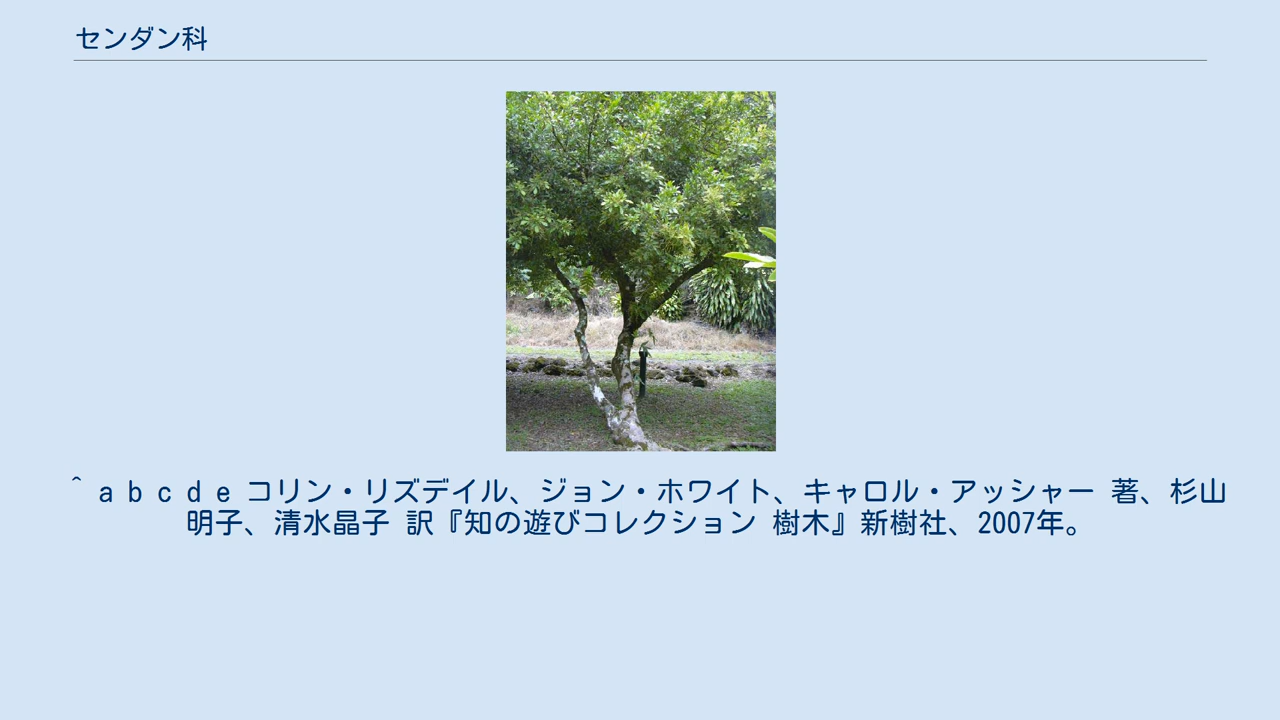 センダン科
^ a b c d e コリン・リズデイル、ジョン・ホワイト、キャロル・アッシャー 著、杉山
明子、清水晶子 訳『知の遊びコレクション 樹木』新樹社、2007年。